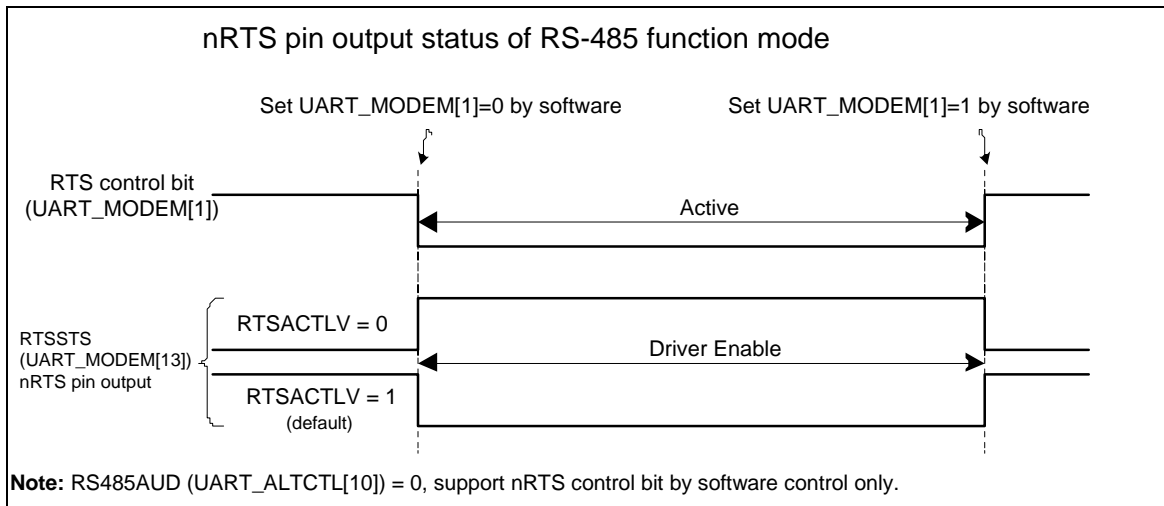 nRTS pin output status of RS-485 function mode
Set UART_MODEM[1]=0 by software
Set UART_MODEM[1]=1 by software
RTS control bit
(UART_MODEM[1])
Active
RTSSTS
(UART_MODEM[13])
nRTS pin output
RTSACTLV = 0
Driver Enable
RTSACTLV = 1
(default)
Note: RS485AUD (UART_ALTCTL[10]) = 0, support nRTS control bit by software control only.